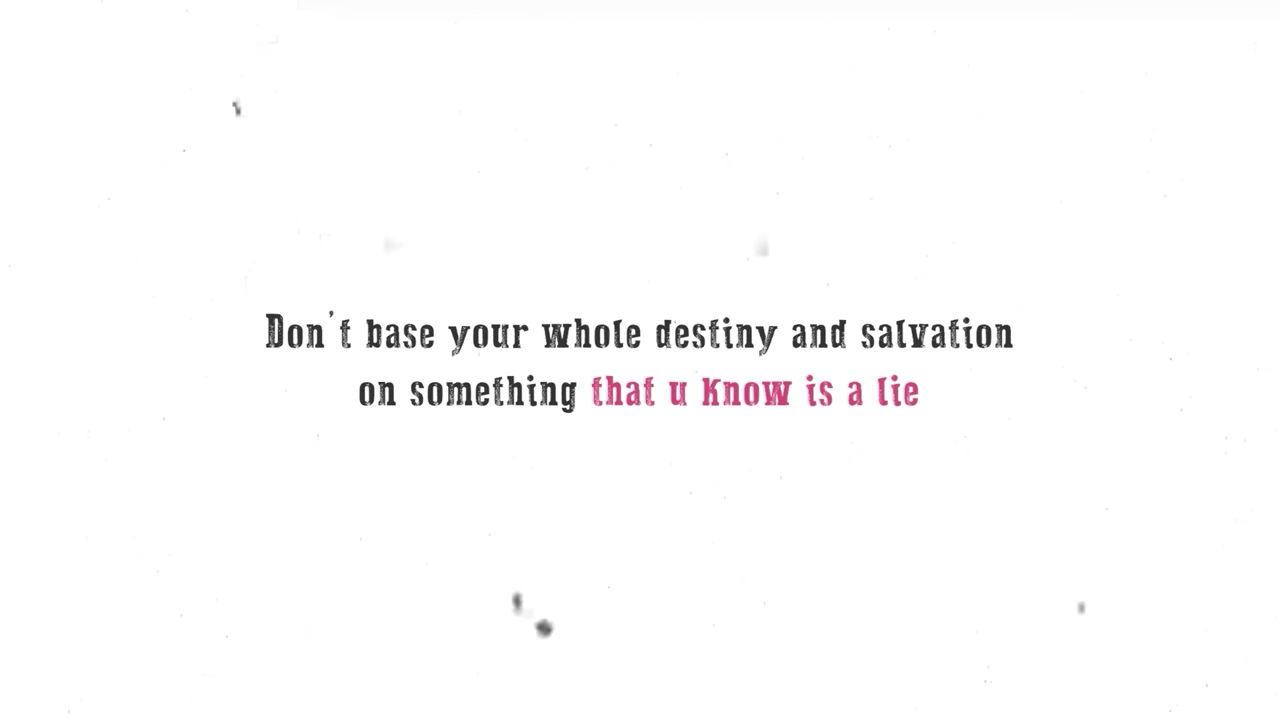 Don't base your whole destiny and salvation
on something that u Know is a lie